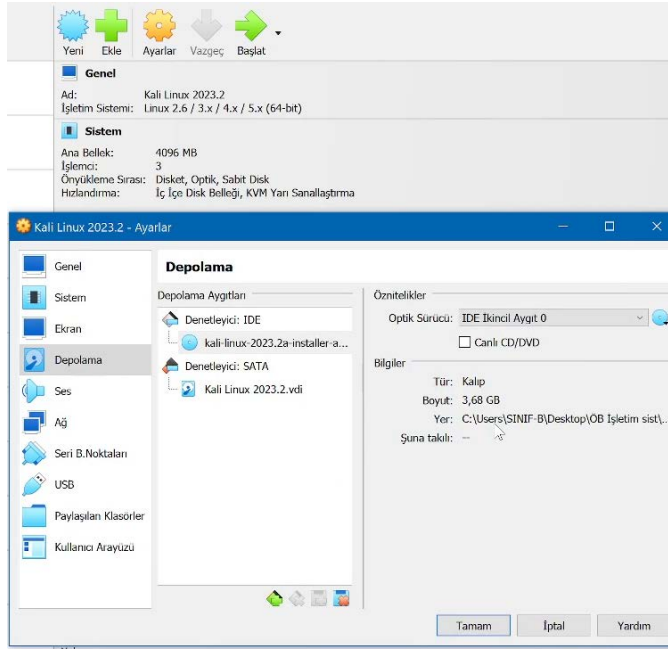 Yeni Ekle Ayarlar Vazgeç Başlat
Genel
Ad: Kali Linux 2023.2
İşletim Sistemi: Linux 2.6 / 3.x / 4.x / 5.x (64-bit)
Sistem
Ana Bellek: 4096 MB
İşlemci: 3
Önyükleme Sırası: Disket, Optik, Sabit Disk
Hızlandırma: İç İçe Disk Belleği, KVM Yarı Sanallaştırma
Kali Linux 2023.2 - Ayarlar
Genel
Sistem
Ekran
Depolama
Ses
Ağ
Seri B.Noktaları
USB
Paylaşılan Klasörler
Kullanıcı Arayüzü
Depolama
Depolama Aygıtları
Denetleyici: IDE
kali-linux-2023.2a-installer-a...
Denetleyici: SATA
Kali Linux 2023.2.vdi
Öznitelikler
Optik Sürücü: IDE İkincil Aygıt 0
Canlı CD/DVD
Bilgiler
Tür: Kalıp
Boyut: 3,68 GB
Yer: C:\Users\SINIF-B\Desktop\ÖB İşletim sist\...
Şuna takılı: --
Tamam İptal Yardım